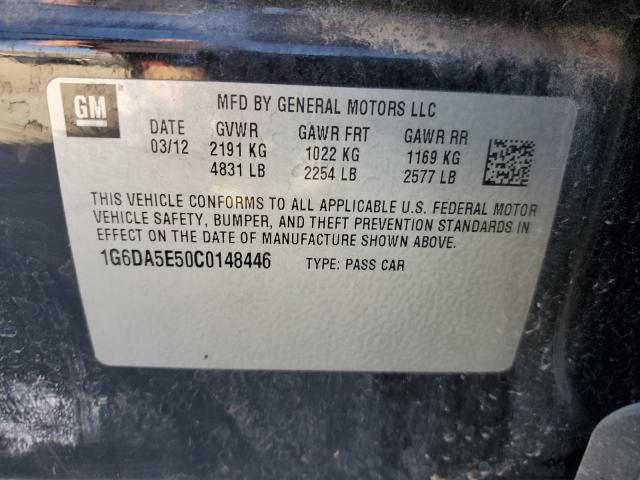 GM
MFD BY GENERAL MOTORS LLC
DATE GVWR GAWR FRT GAWR RR
03/12 2191 KG 1022 KG 1169 KG
4831 LB 2254 LB 2577 LB
THIS VEHICLE CONFORMS TO ALL APPLICABLE U.S. FEDERAL MOTOR
VEHICLE SAFETY, BUMPER, AND THEFT PREVENTION STANDARDS IN
EFFECT ON THE DATE OF MANUFACTURE SHOWN ABOVE.
1G6DA5E50C0148446 TYPE: PASS CAR